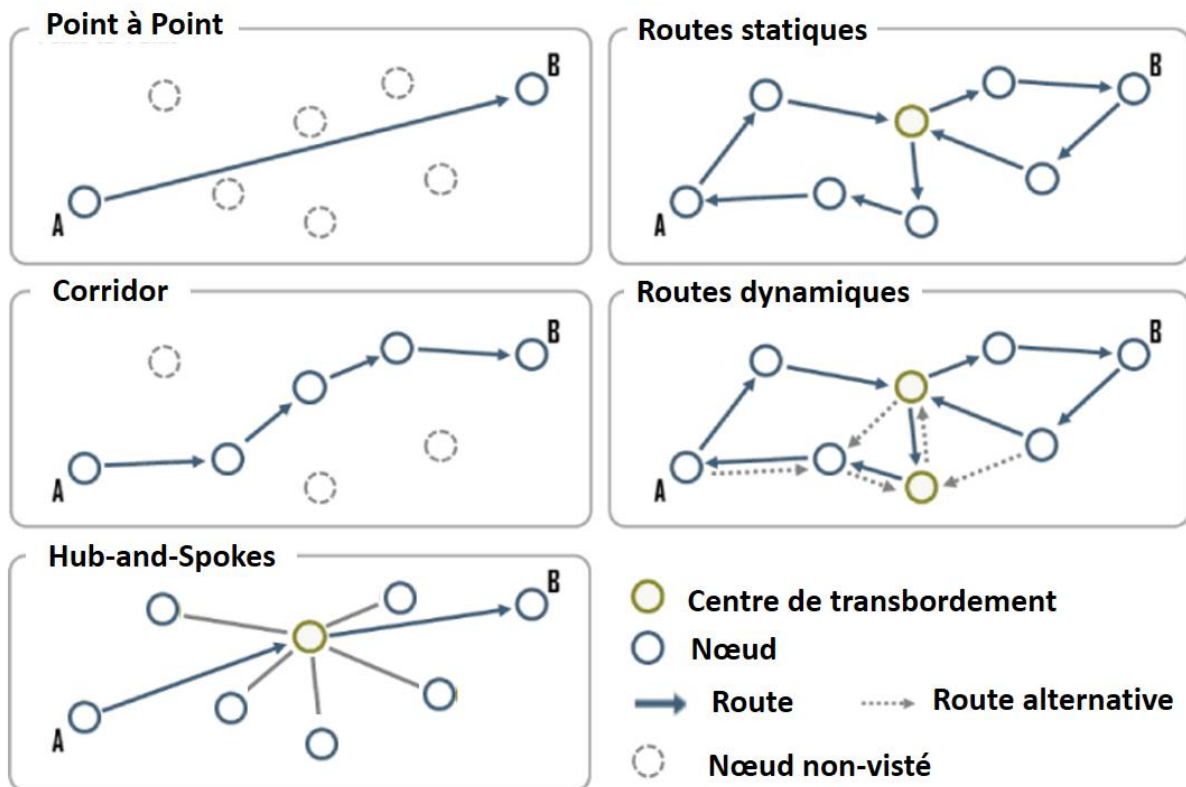 Point à Point
A
B
Routes statiques
A
B
Corridor
A
B
Routes dynamiques
A
B
Hub-and-Spokes
A
B
Centre de transbordement
Nœud
Route
Route alternative
Nœud non-visté